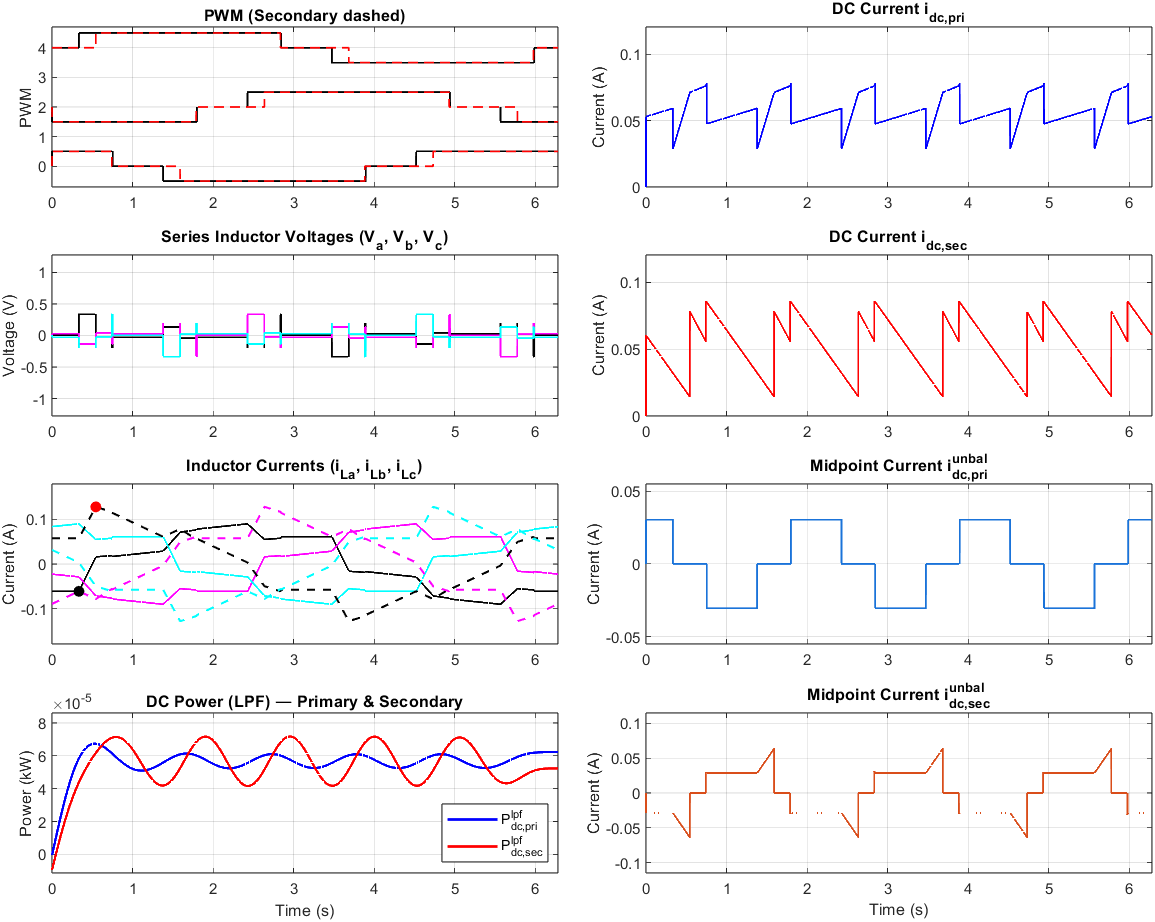 PWM (Secondary dashed)
PWM
4
3
2
1
0
0 1 2 3 4 5 6
DC Current i_dc,pri
Current (A)
0.1
0.05
0
0 1 2 3 4 5 6
Series Inductor Voltages (V_a, V_b, V_c)
Voltage (V)
1
0.5
0
-0.5
-1
0 1 2 3 4 5 6
DC Current i_dc,sec
Current (A)
0.1
0.05
0
0 1 2 3 4 5 6
Inductor Currents (i_La, i_Lb, i_Lc)
Current (A)
0.1
0
-0.1
0 1 2 3 4 5 6
Midpoint Current i^unbal_dc,pri
Current (A)
0.05
0
-0.05
0 1 2 3 4 5 6
×10^-5
DC Power (LPF) — Primary & Secondary
Power (kW)
8
6
4
2
0
P^lpf_dc,pri
P^lpf_dc,sec
0 1 2 3 4 5 6
Time (s)
Midpoint Current i^unbal_dc,sec
Current (A)
0.1
0.05
0
-0.05
-0.1
0 1 2 3 4 5 6
Time (s)